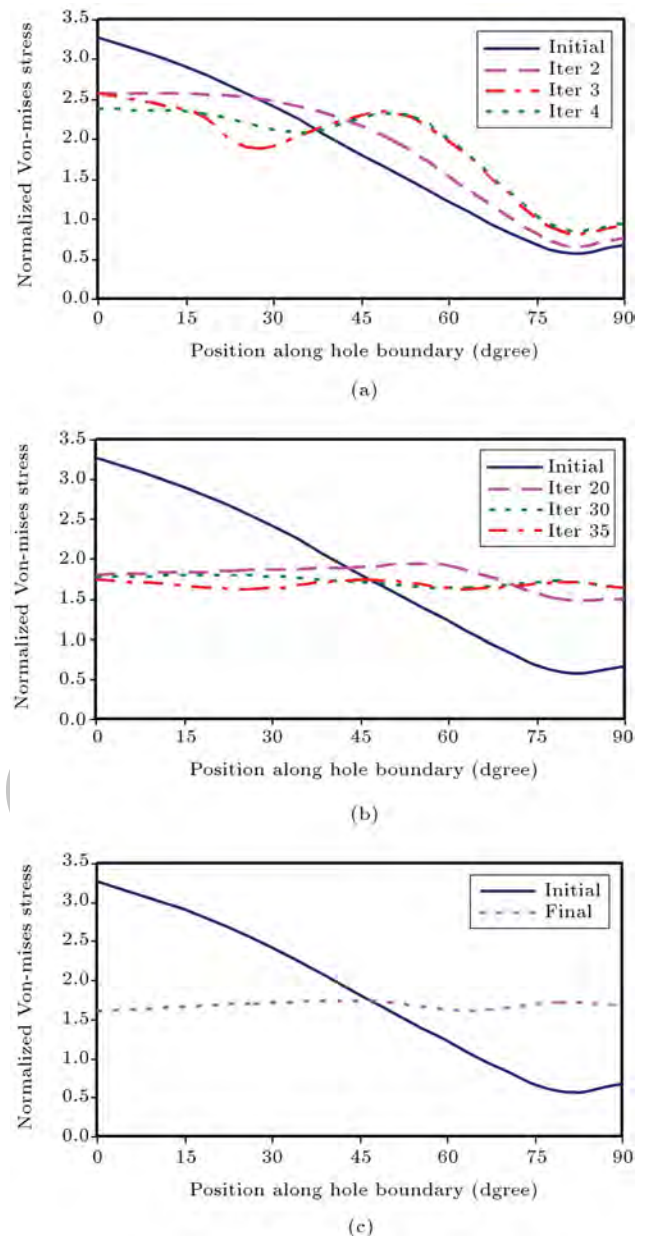 Normalized Von-mises stress
3.5
3.0
2.5
2.0
1.5
1.0
0.5
0.0
Initial
Iter 2
Iter 3
Iter 4
0 15 30 45 60 75 90
Position along hole boundary (dgree)
(a)
Normalized Von-mises stress
3.5
3.0
2.5
2.0
1.5
1.0
0.5
0.0
Initial
Iter 20
Iter 30
Iter 35
0 15 30 45 60 75 90
Position along hole boundary (dgree)
(b)
Normalized Von-mises stress
3.5
3.0
2.5
2.0
1.5
1.0
0.5
0.0
Initial
Final
0 15 30 45 60 75 90
Position along hole boundary (dgree)
(c)